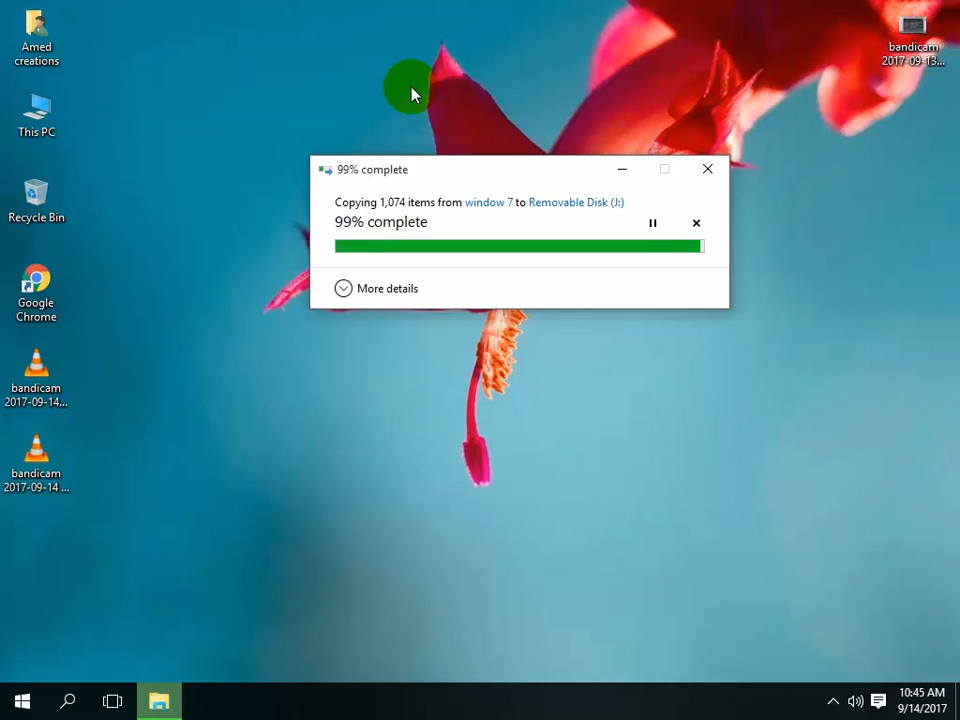 Amed
creations
This PC
Recycle Bin
Google
Chrome
bandicam
2017-09-14...
bandicam
2017-09-14 ...
bandicam
2017-09-13...
99% complete
Copying 1,074 items from window 7 to Removable Disk (J:)
99% complete
More details
10:45 AM
9/14/2017